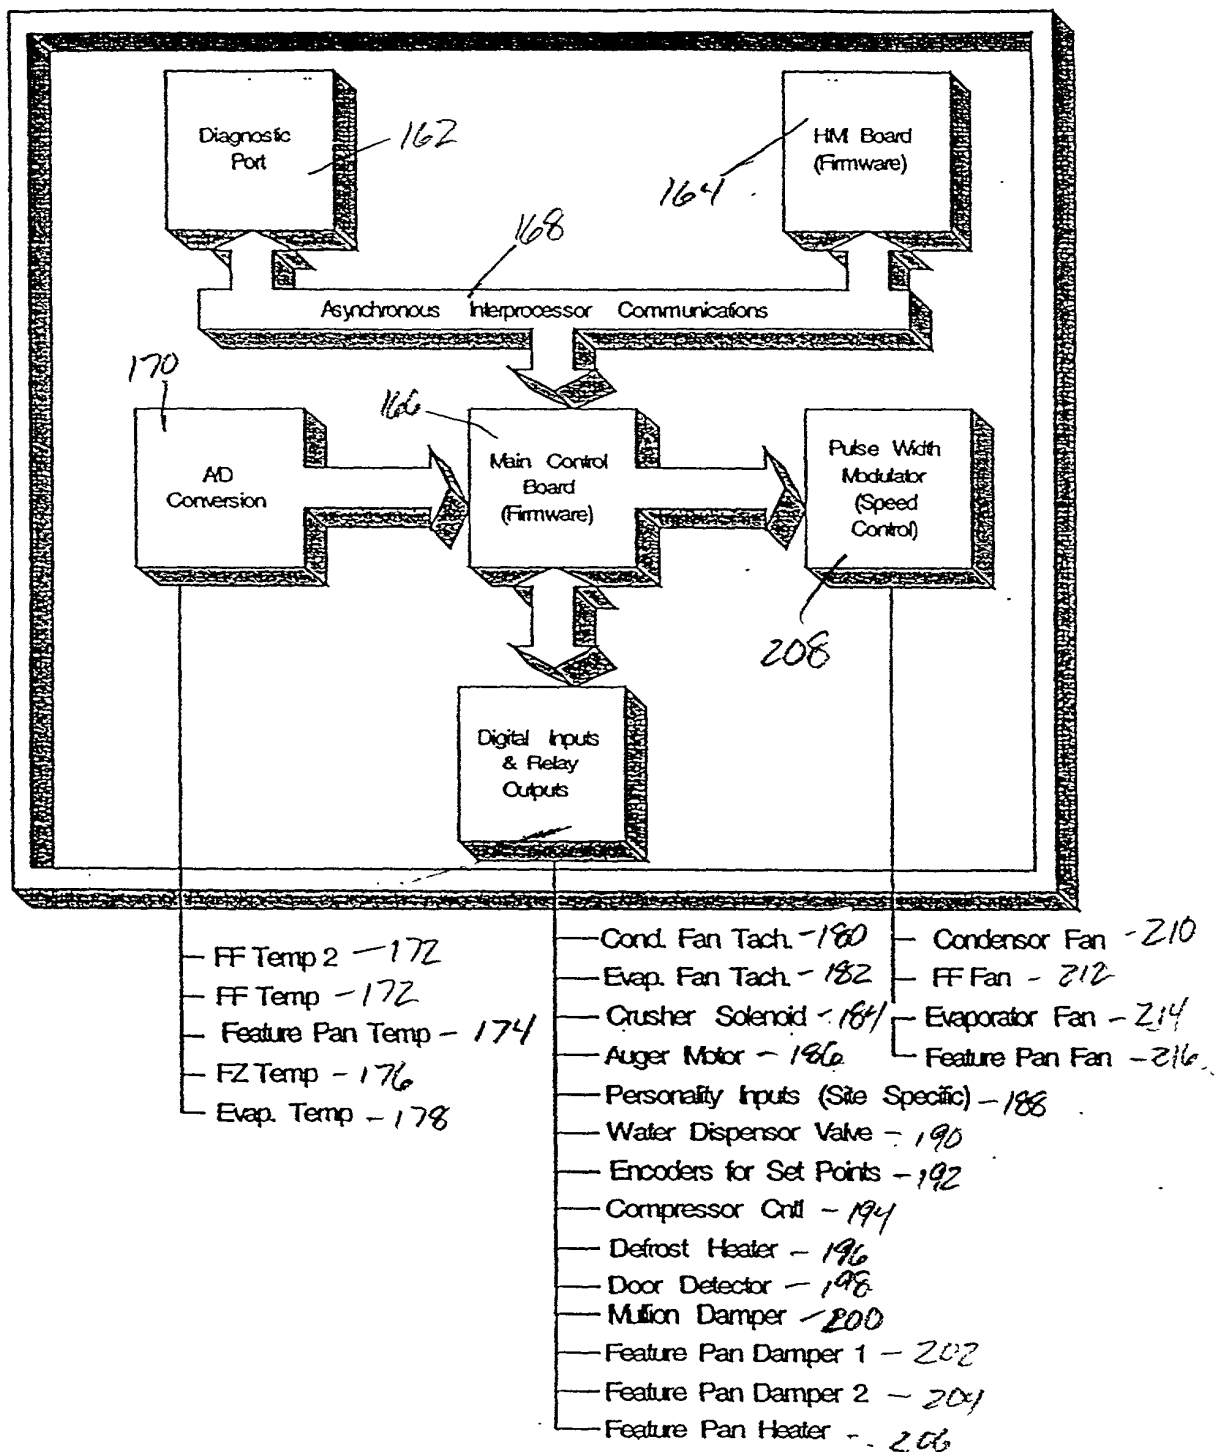 Diagnostic
Port
162
HMI Board
(Firmware)
164
168
Asynchronous Interprocessor Communications
170
A/D
Conversion
166
Main Control
Board
(Firmware)
Pulse Width
Modulator
(Speed
Control)
208
Digital Inputs
& Relay
Outputs
FF Temp 2 - 172
FF Temp - 172
Feature Pan Temp - 174
FZ Temp - 176
Evap. Temp - 178
Cond. Fan Tach. - 180
Evap. Fan Tach. - 182
Crusher Solenoid - 184
Auger Motor - 186
Personality Inputs (Site Specific) - 188
Water Dispensor Valve - 190
Encoders for Set Points - 192
Compressor Cntl - 194
Defrost Heater - 196
Door Detector - 198
Mullion Damper - 200
Feature Pan Damper 1 - 202
Feature Pan Damper 2 - 204
Feature Pan Heater - 206
Condensor Fan - 210
FF Fan - 212
Evaporator Fan - 214
Feature Pan Fan - 216